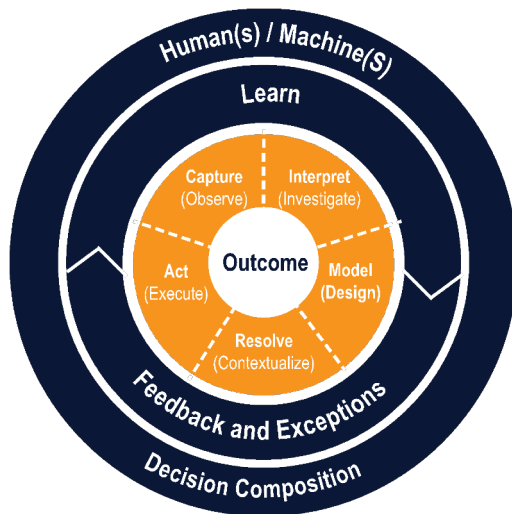 Human(s) / Machine(S)
Learn
Capture
(Observe)
Interpret
(Investigate)
Act
(Execute)
Outcome
Model
(Design)
Resolve
(Contextualize)
Feedback and Exceptions
Decision Composition